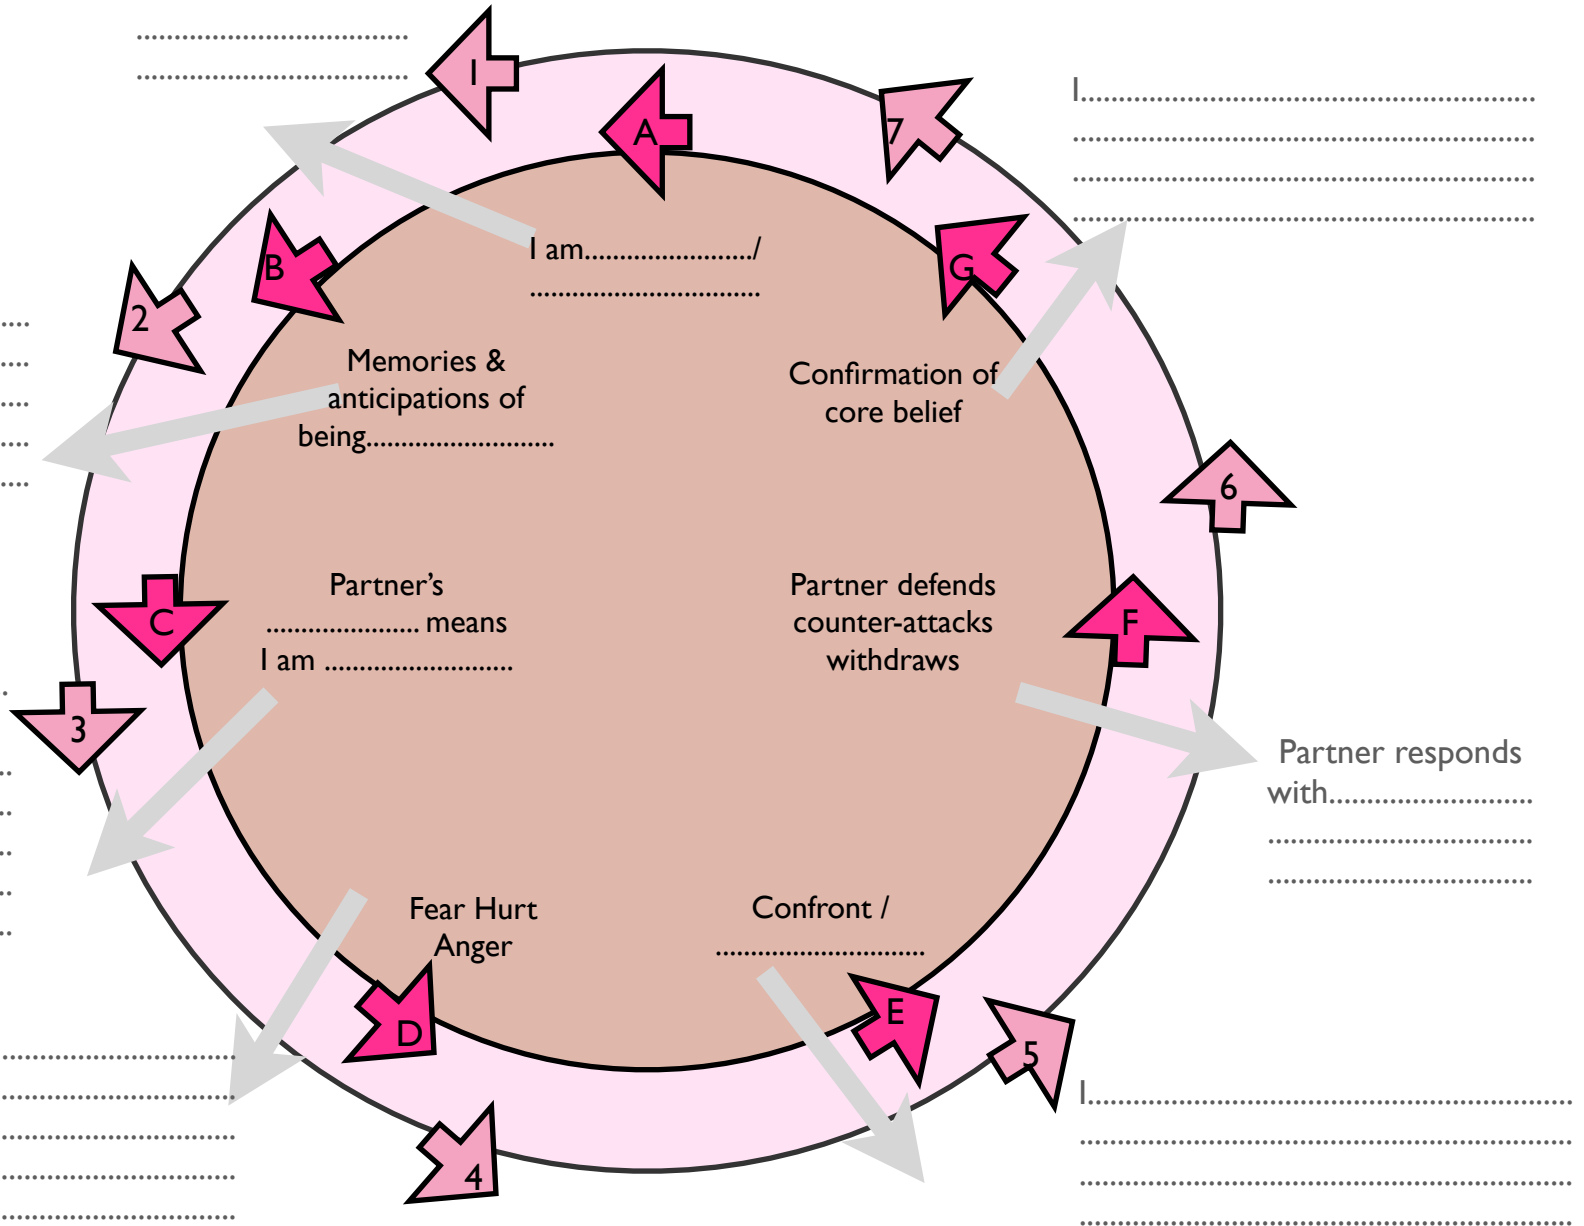 1
A
7
I..................................................
I am......................../
.................................
B
G
2
Memories &
anticipations of
being...........................
Confirmation of
core belief
6
Partner's
...................... means
I am ...........................
Partner defends
counter-attacks
withdraws
C
F
3
Partner responds
with..........................
Fear Hurt
Anger
Confront /
..............................
D
E
5
I..................................................
4